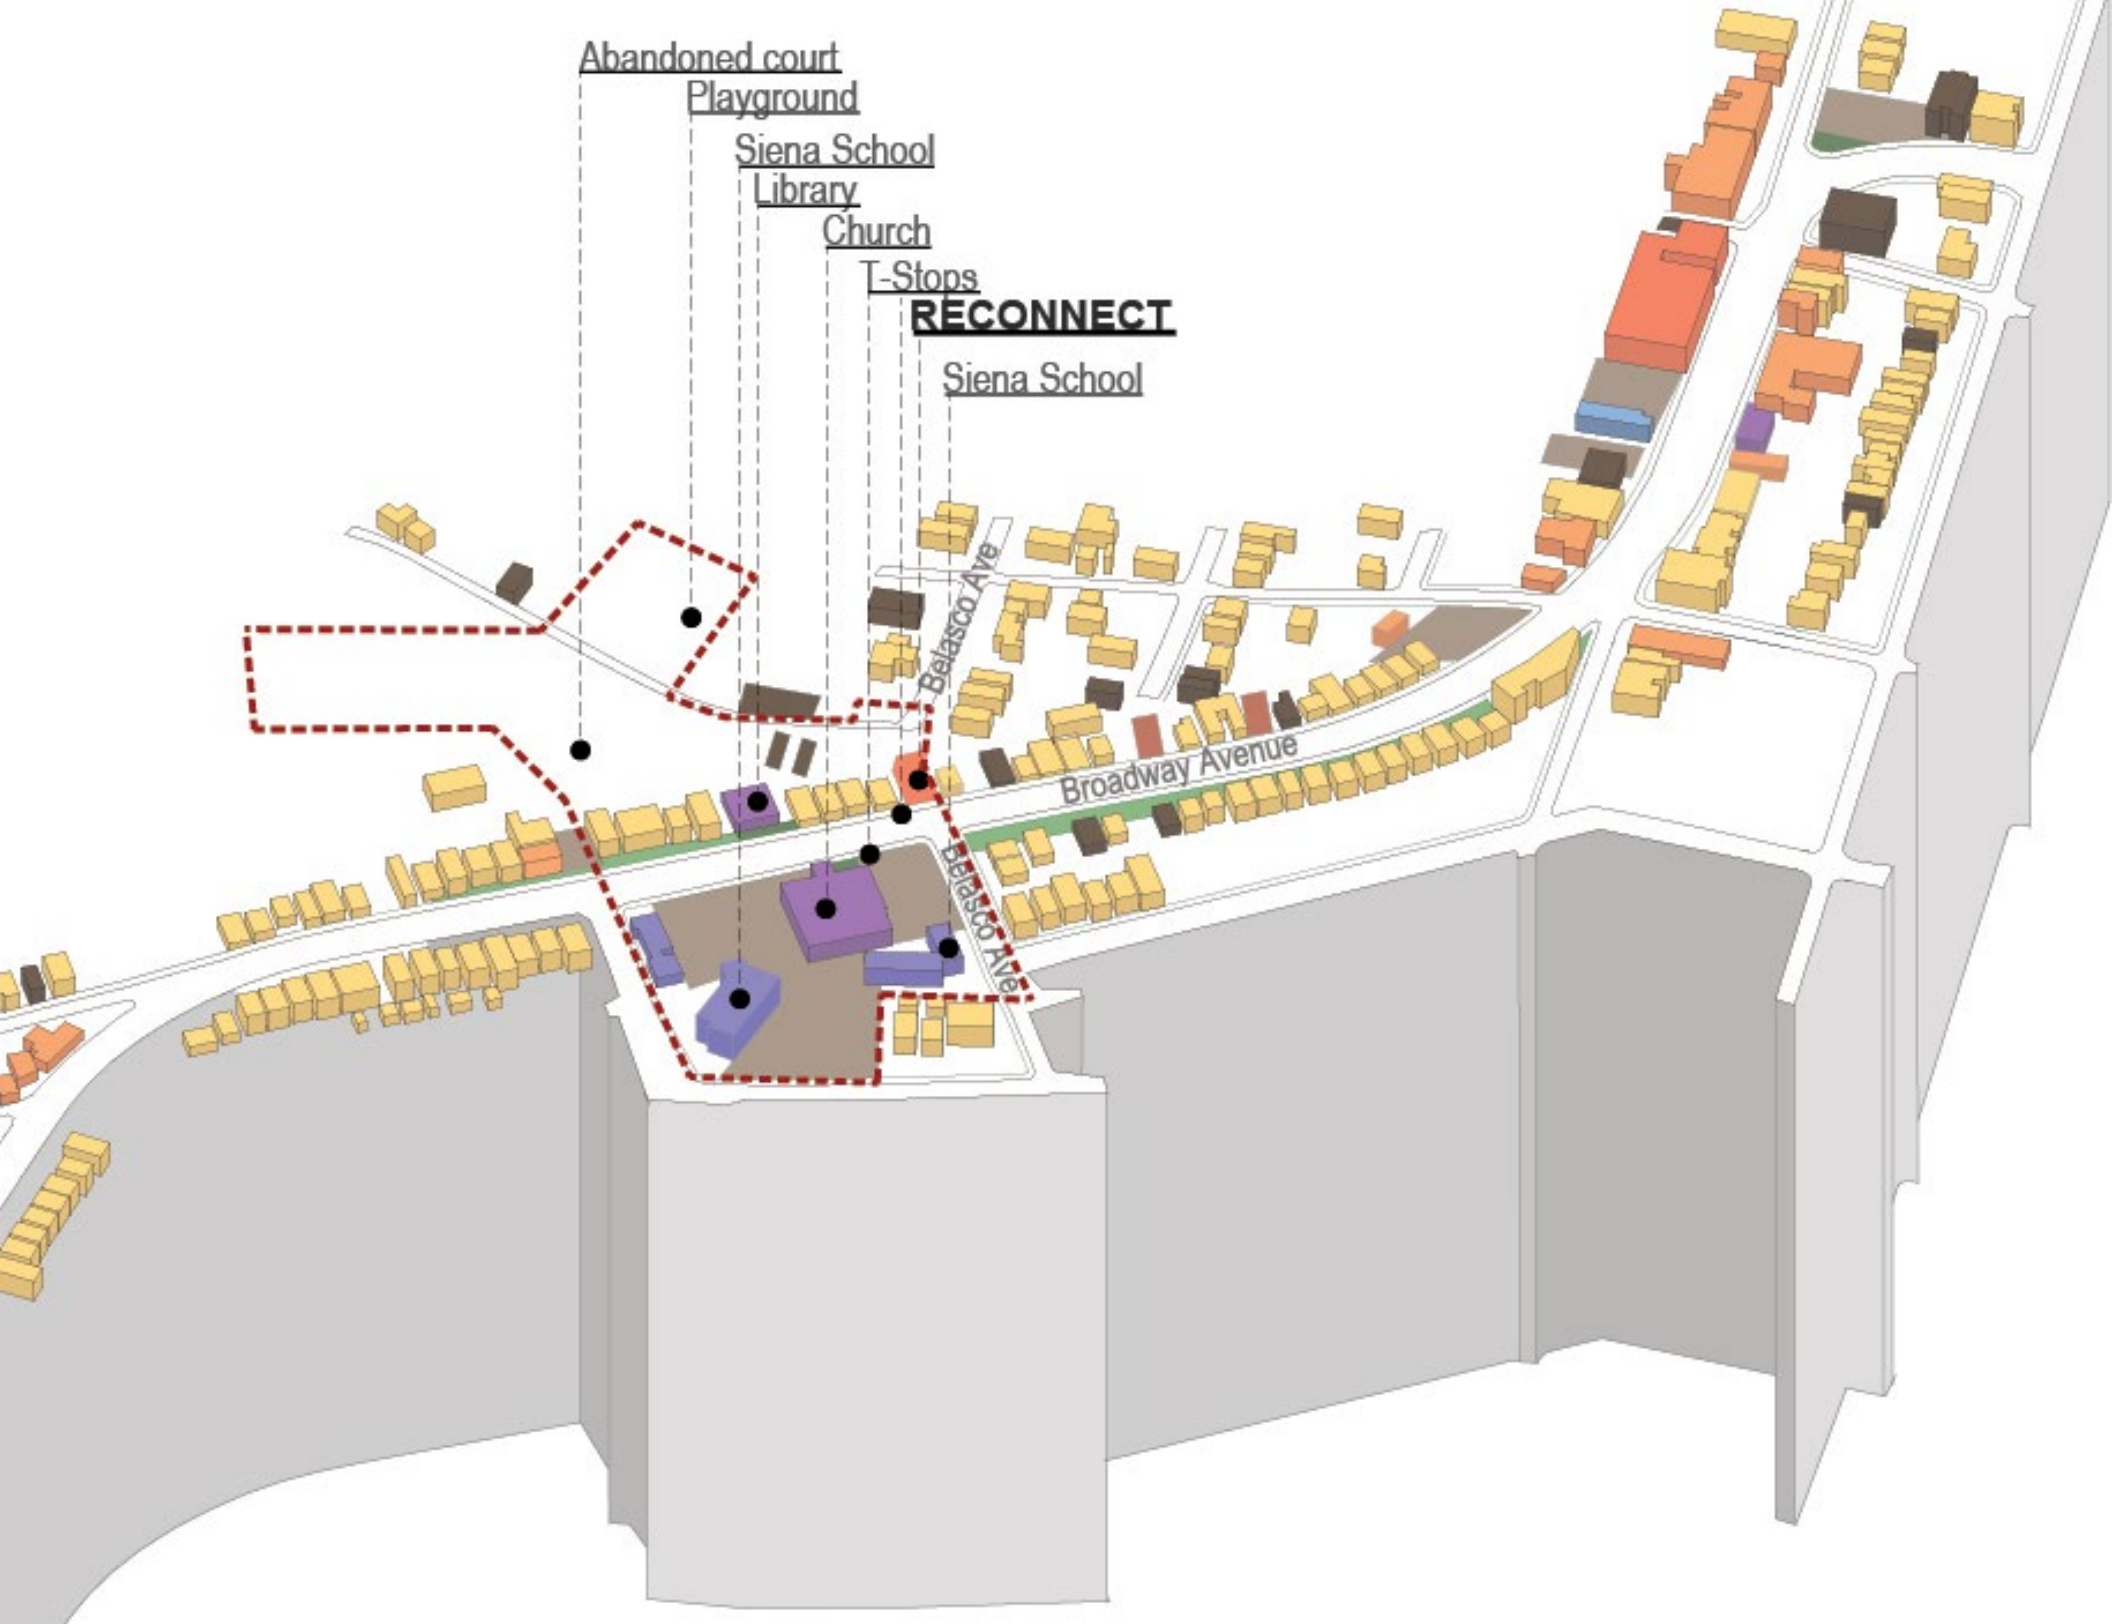 Abandoned court
Playground
Siena School
Library
Church
T-Stops
RECONNECT
Siena School
Belasco Ave
Broadway Avenue
Belasco Ave